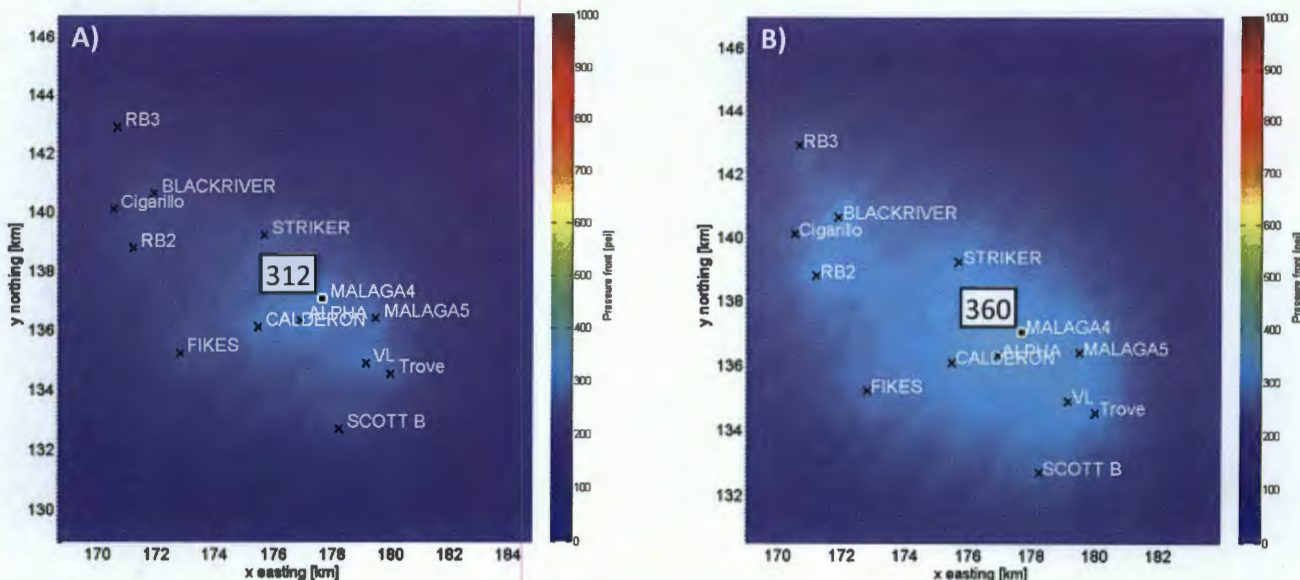 A)
146
144
142
140
138
136
134
132
130
y northing [km]
RB3
BLACKRIVER
Cigarillo
RB2
STRIKER
312
MALAGA4
ALPHA
MALAGA5
CALDERON
FIKES
VL
Trove
SCOTT B
170 172 174 176 178 180 182 184
x easting [km]
1000
900
800
700
600
500
400
300
200
100
0
Pressure front [psi]
B)
146
144
142
140
138
136
134
132
y northing [km]
RB3
BLACKRIVER
Cigarillo
RB2
STRIKER
360
MALAGA4
ALPHA
MALAGA5
CALDERON
FIKES
VL
Trove
SCOTT B
170 172 174 176 178 180 182
x easting [km]
1000
900
800
700
600
500
400
300
200
100
0
Pressure front [psi]